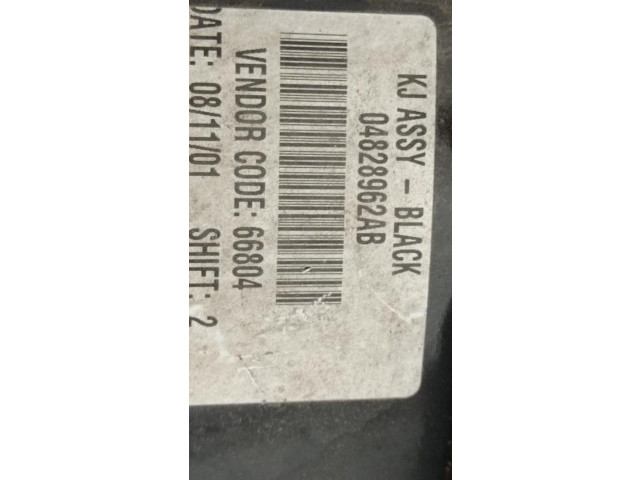 KJ ASSY - BLACK
04828962AB
VENDOR CODE: 66804
DATE: 08/11/01 SHIFT: 2